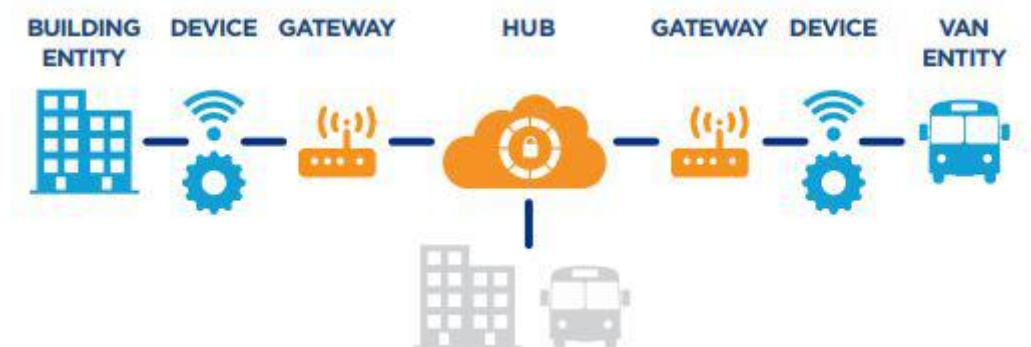 BUILDING ENTITY
DEVICE
GATEWAY
HUB
GATEWAY
DEVICE
VAN ENTITY